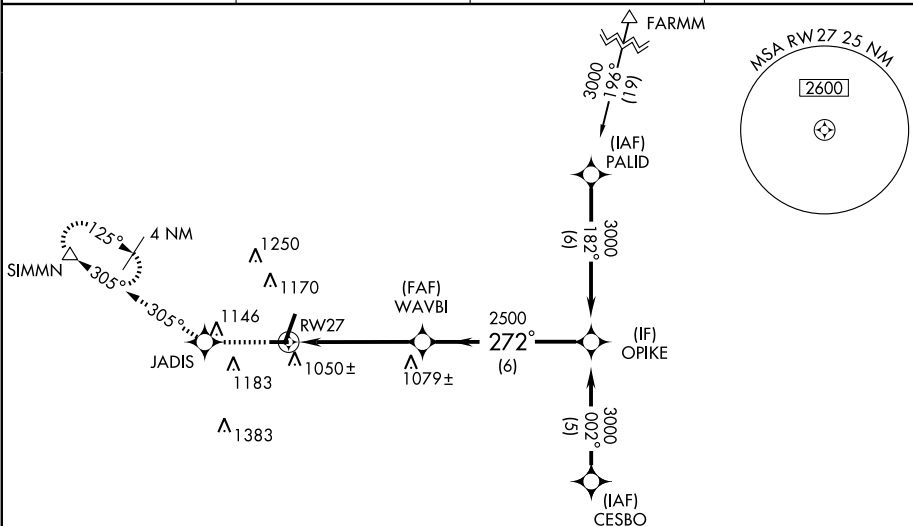 FARMM
3000
196°
(16)
MSA RW27 25 NM
2600
(IAF)
PALID
3000
182°
(6)
125°
4 NM
SIMMN
305°
305°
1250
1170
1146
RW27
(FAF)
WAVBI
2500
272°
(6)
(IF)
OPIKE
JADIS
1183
1050±
1079±
1383
3000
002°
(5)
(IAF)
CESBO